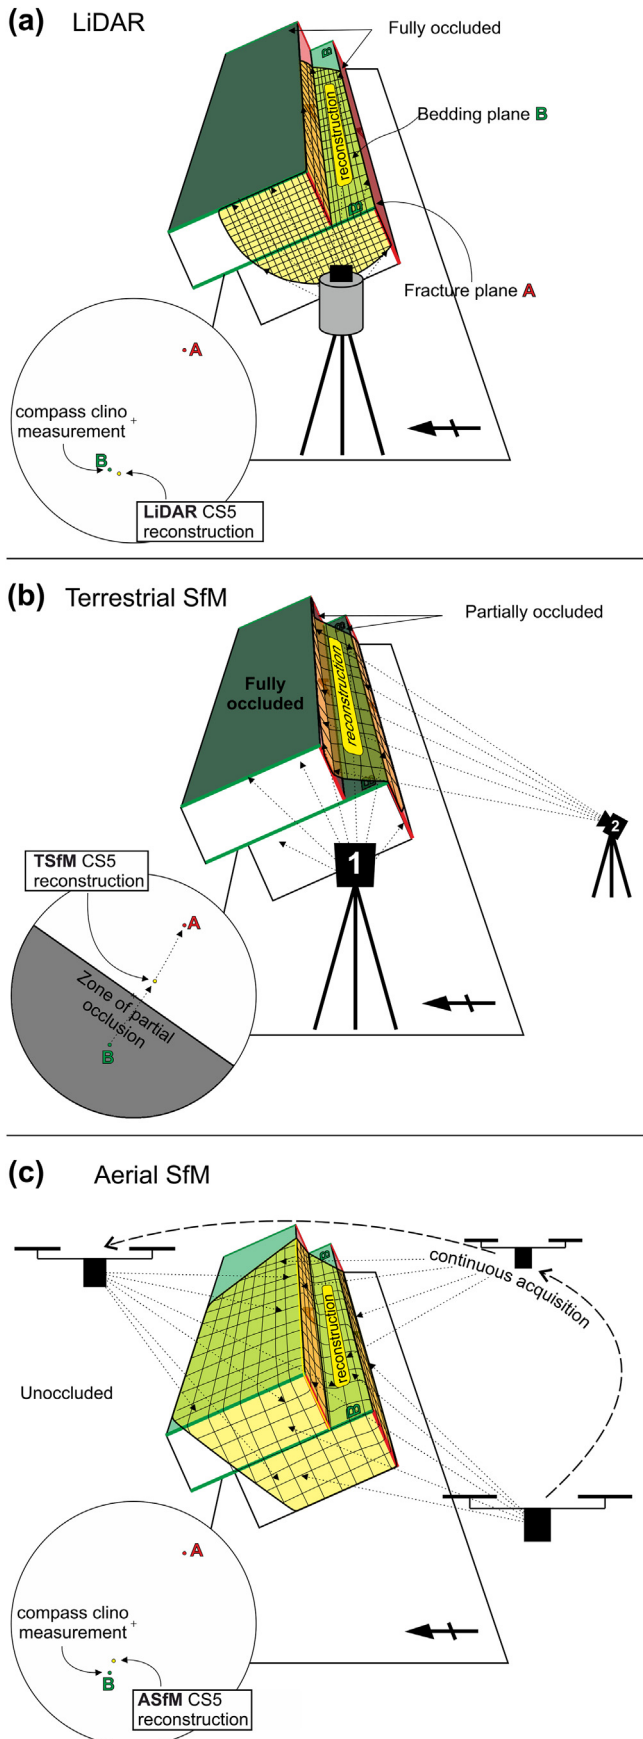 (a) LiDAR
Fully occluded
B
reconstruction
Bedding plane B
B
Fracture plane A
A
compass clino
measurement
B
LiDAR CS5
reconstruction
(b) Terrestrial SfM
Partially occluded
B
reconstruction
Fully
occluded
B
2
1
TSfM CS5
reconstruction
A
Zone of partial
occlusion
B
(c) Aerial SfM
continuous acquisition
B
reconstruction
Unoccluded
B
A
compass clino
measurement
B
ASfM CS5
reconstruction